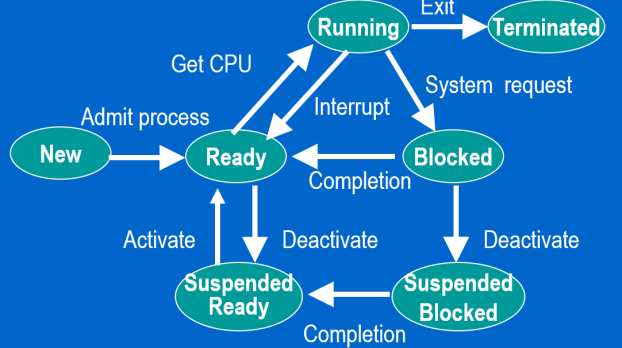 Exit
Running
Terminated
Get CPU
System request
Interrupt
Admit process
New
Ready
Blocked
Completion
Activate
Deactivate
Deactivate
Suspended
Ready
Suspended
Blocked
Completion